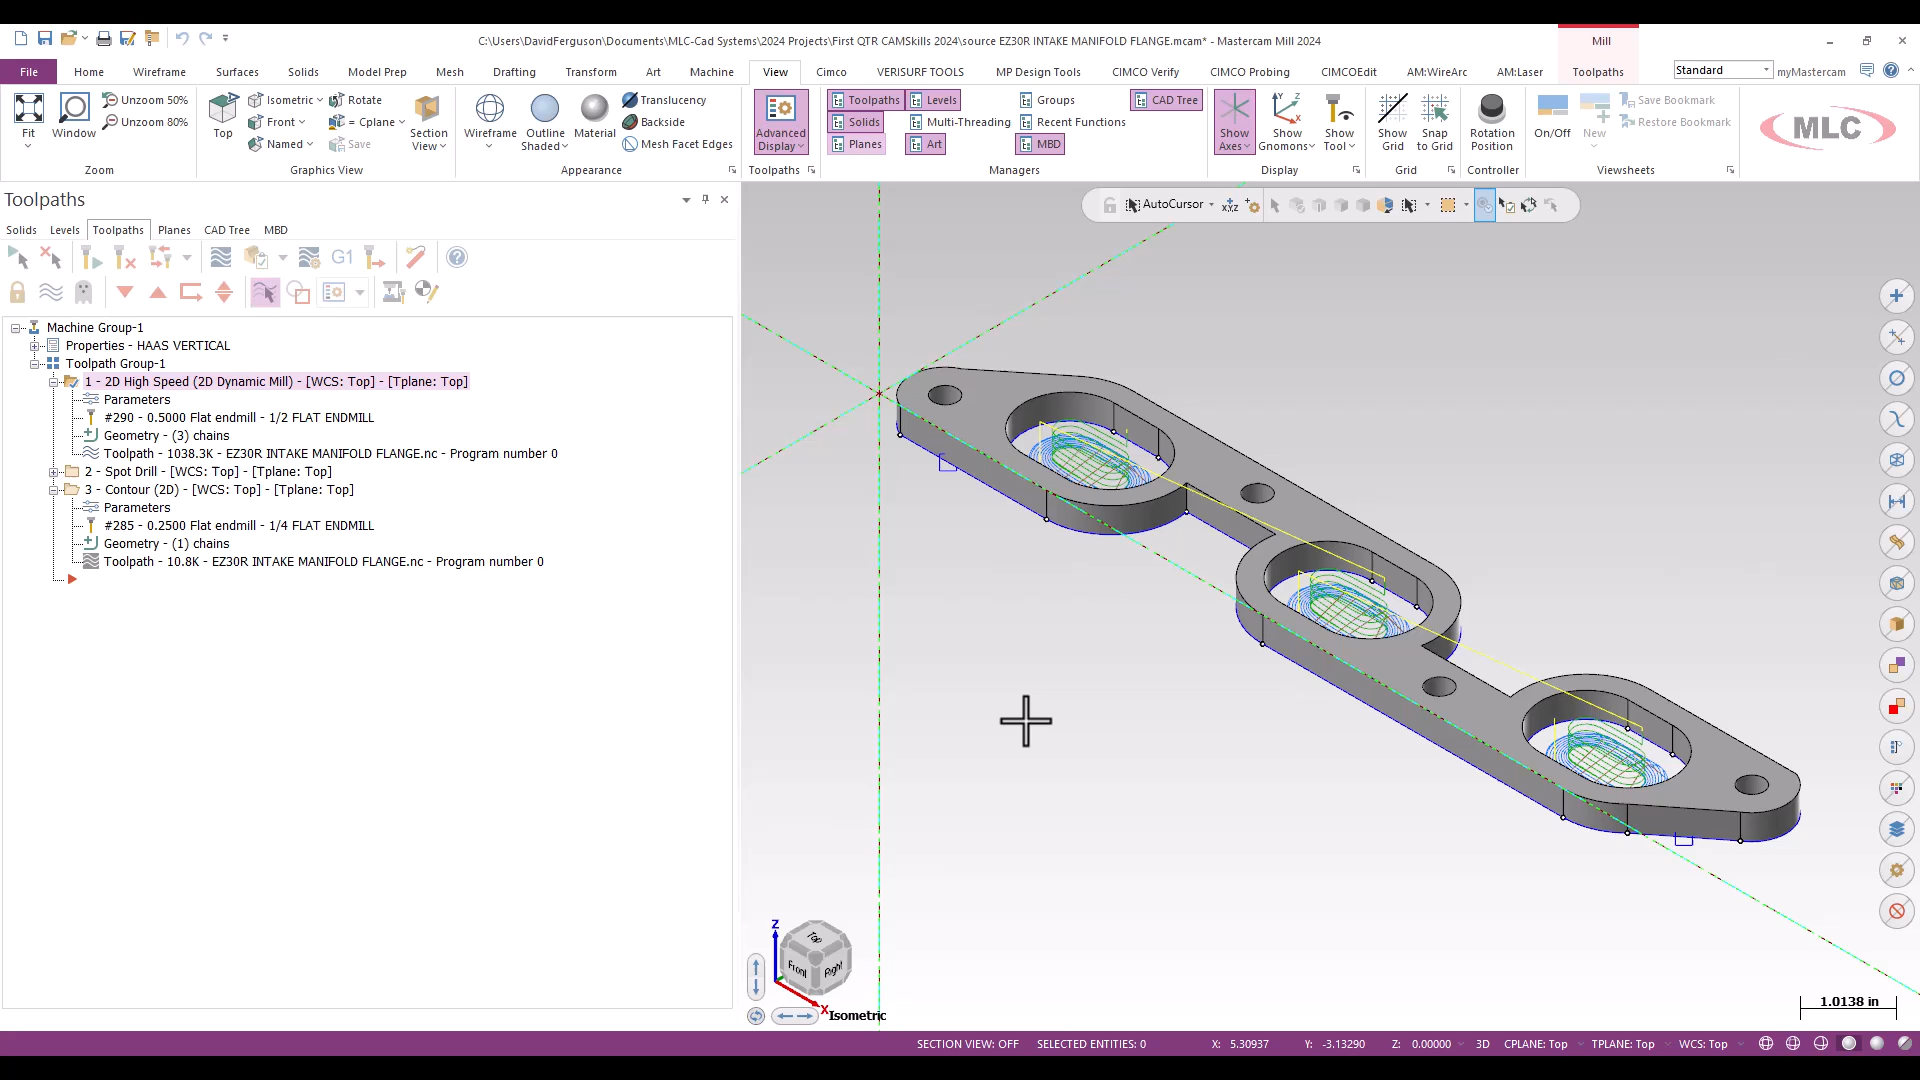 C:\Users\DavidFerguson\Documents\MLC-Cad Systems\2024 Projects\First QTR CAMSkills 2024\source EZ30R INTAKE MANIFOLD FLANGE.mcam* - Mastercam Mill 2024
Mill
File Home Wireframe Surfaces Solids Model Prep Mesh Drafting Transform Art Machine View Cimco VERISURF TOOLS MP Design Tools CIMCO Verify CIMCO Probing CIMCOEdit AM:WireArc AM:Laser Toolpaths Standard myMastercam
Fit
Window
Unzoom 50%
Unzoom 80%
Zoom
Top
Isometric
Front
Named
Rotate
= Cplane
Save
Section View
Graphics View
Wireframe
Outline Shaded
Material
Translucency
Backside
Mesh Facet Edges
Appearance
Advanced Display
Toolpaths
Toolpaths
Solids
Planes
Levels
Multi-Threading
Art
Groups
Recent Functions
MBD
CAD Tree
Managers
Show Axes
Show Gnomons
Show Tool
Display
Show Grid
Snap to Grid
Grid
Rotation Position
Controller
On/Off
New
Save Bookmark
Restore Bookmark
Viewsheets
MLC
Toolpaths
Solids Levels Toolpaths Planes CAD Tree MBD
G1
AutoCursor
Machine Group-1
Properties - HAAS VERTICAL
Toolpath Group-1
1 - 2D High Speed (2D Dynamic Mill) - [WCS: Top] - [Tplane: Top]
Parameters
#290 - 0.5000 Flat endmill - 1/2 FLAT ENDMILL
Geometry - (3) chains
Toolpath - 1038.3K - EZ30R INTAKE MANIFOLD FLANGE.nc - Program number 0
2 - Spot Drill - [WCS: Top] - [Tplane: Top]
3 - Contour (2D) - [WCS: Top] - [Tplane: Top]
Parameters
#285 - 0.2500 Flat endmill - 1/4 FLAT ENDMILL
Geometry - (1) chains
Toolpath - 10.8K - EZ30R INTAKE MANIFOLD FLANGE.nc - Program number 0
Z
Top
Front
Right
X
Isometric
1.0138 in
SECTION VIEW: OFF SELECTED ENTITIES: 0 X: 5.30937 Y: -3.13290 Z: 0.00000 3D CPLANE: Top TPLANE: Top WCS: Top